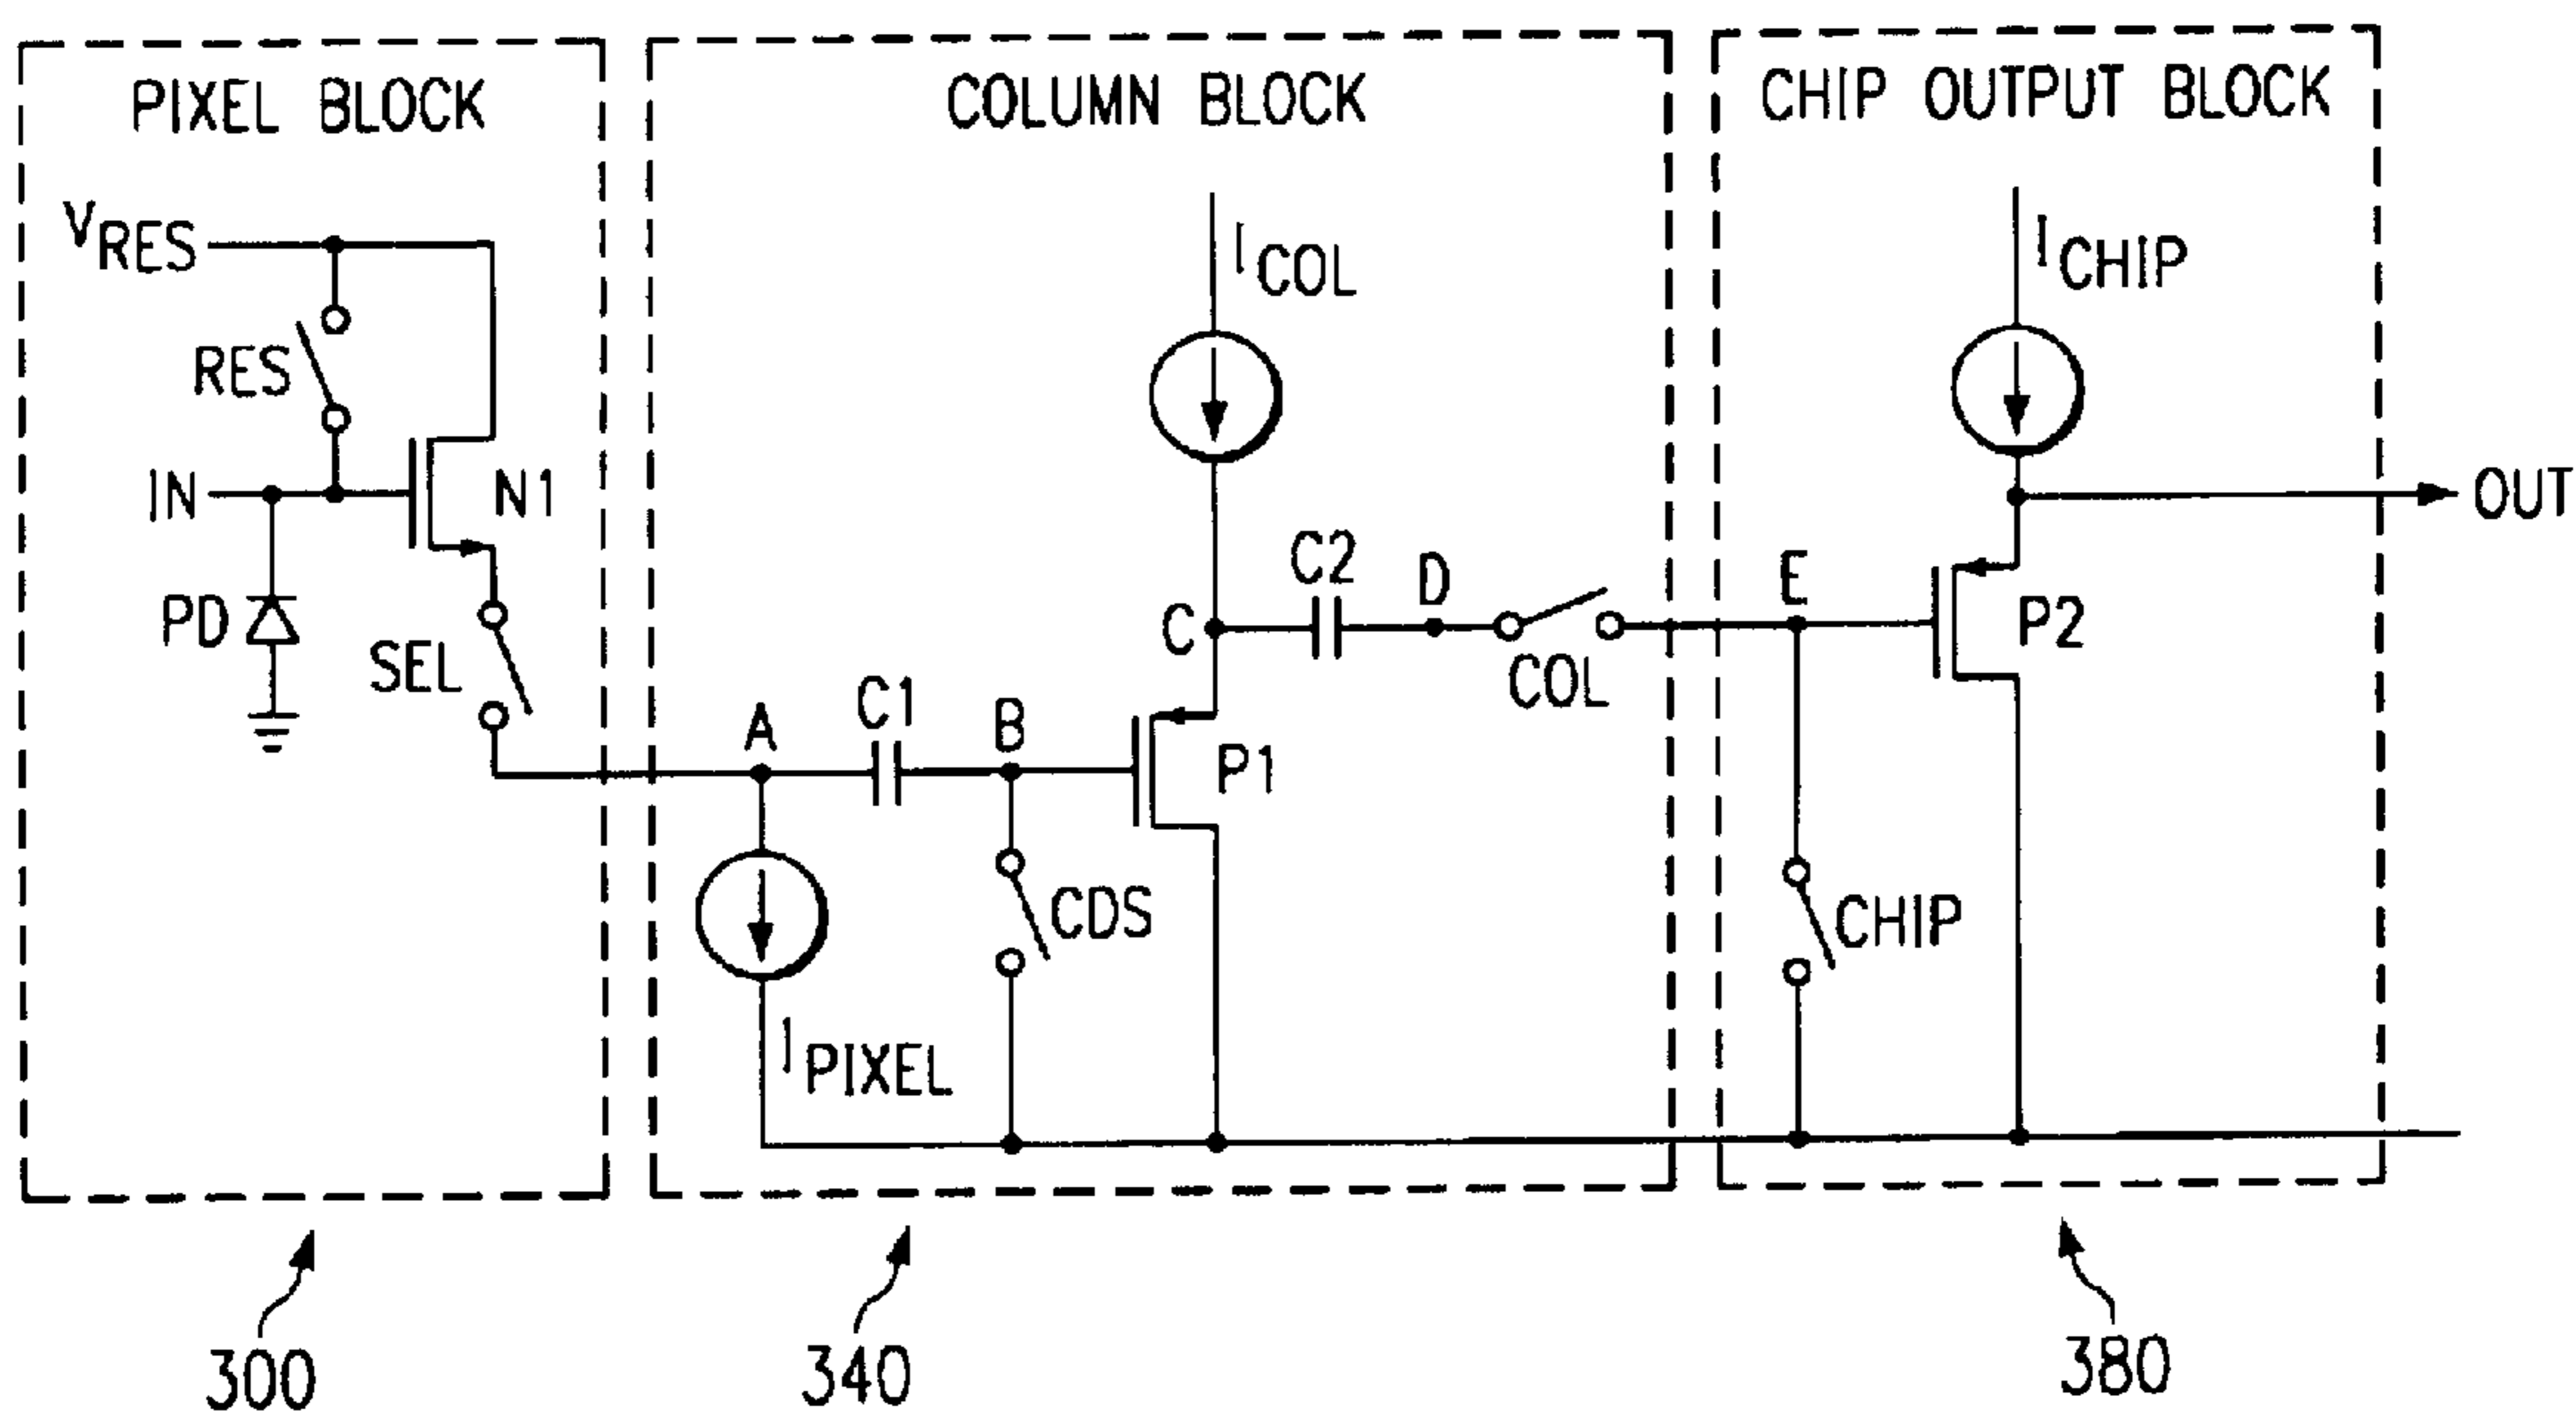 PIXEL BLOCK
COLUMN BLOCK
CHIP OUTPUT BLOCK
VRES
RES
IN
N1
PD
SEL
ICOL
C2
D
C
COL
A
C1
B
P1
CDS
IPIXEL
ICHIP
OUT
E
P2
CHIP
300
340
380